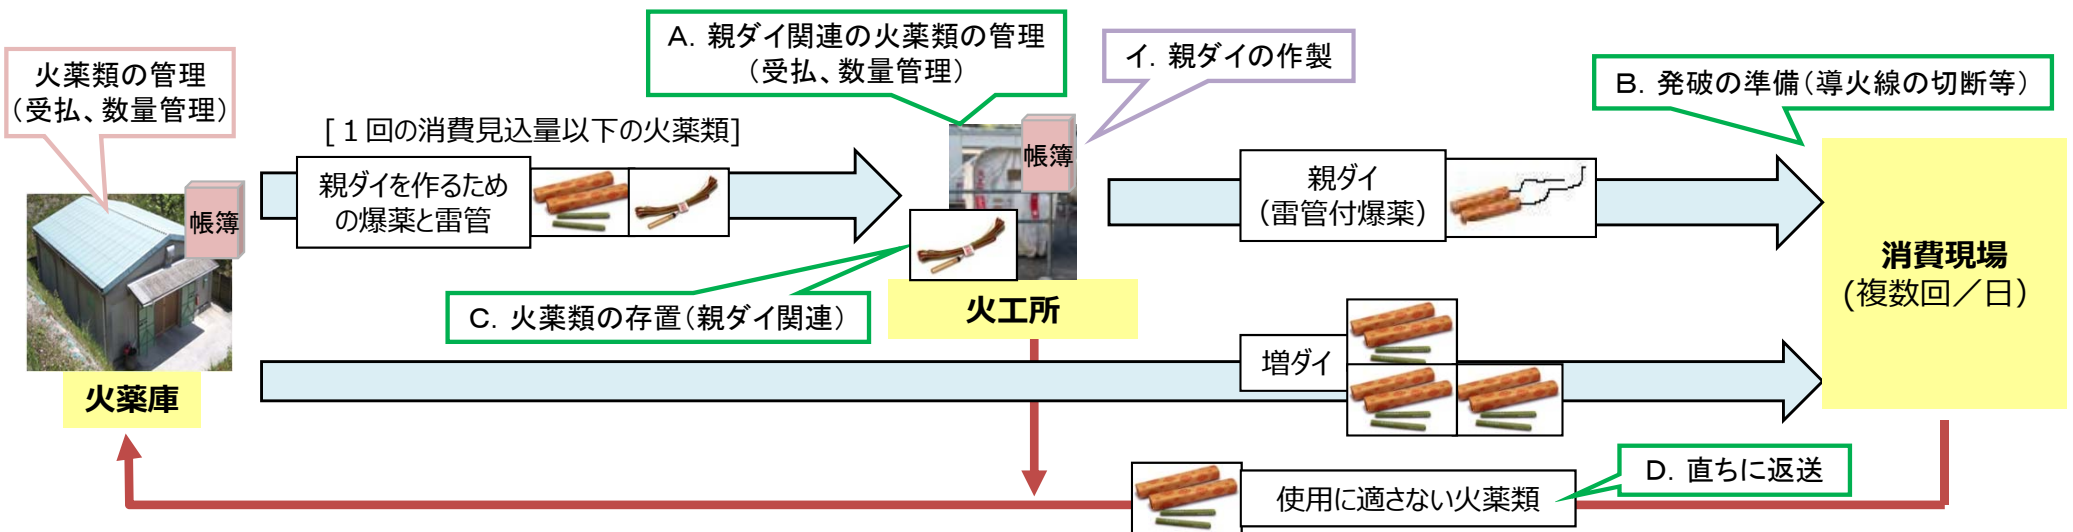 火薬類の管理
（受払、数量管理）
帳簿
火薬庫
[１回の消費見込量以下の火薬類]
親ダイを作るため
の爆薬と雷管
A．親ダイ関連の火薬類の管理
（受払、数量管理）
帳簿
イ．親ダイの作製
C．火薬類の存置（親ダイ関連）
火工所
親ダイ
（雷管付爆薬）
B．発破の準備（導火線の切断等）
消費現場
(複数回／日）
増ダイ
使用に適さない火薬類
D．直ちに返送